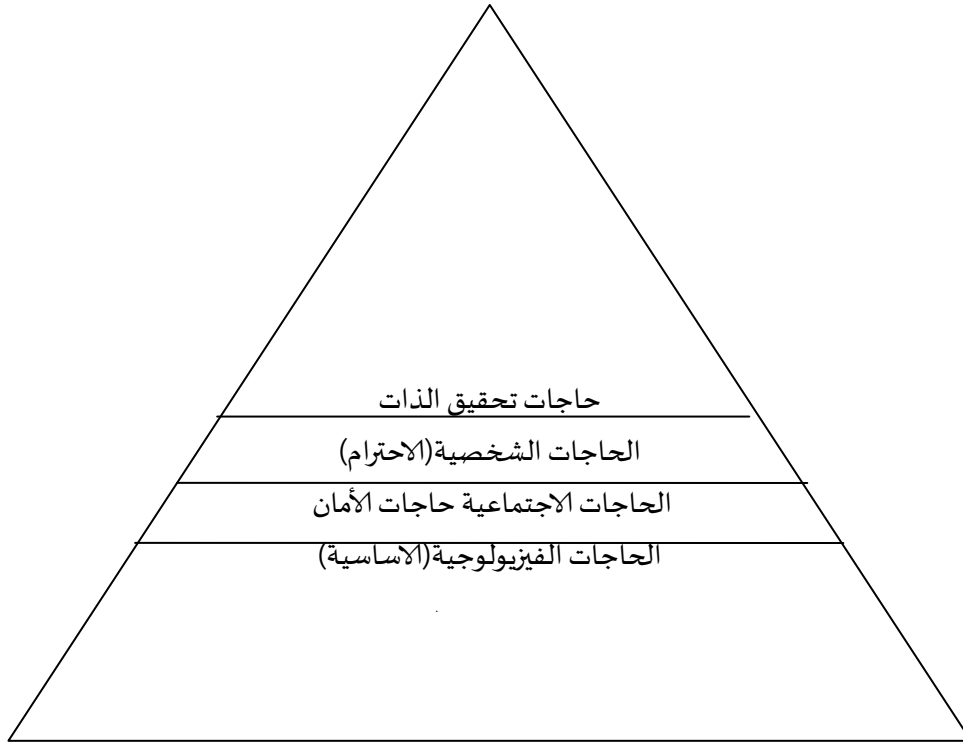 حاجات تحقيق الذات
الحاجات الشخصية(الاحترام)
الحاجات الاجتماعية حاجات الأمان
الحاجات الفيزيولوجية(الاساسية)